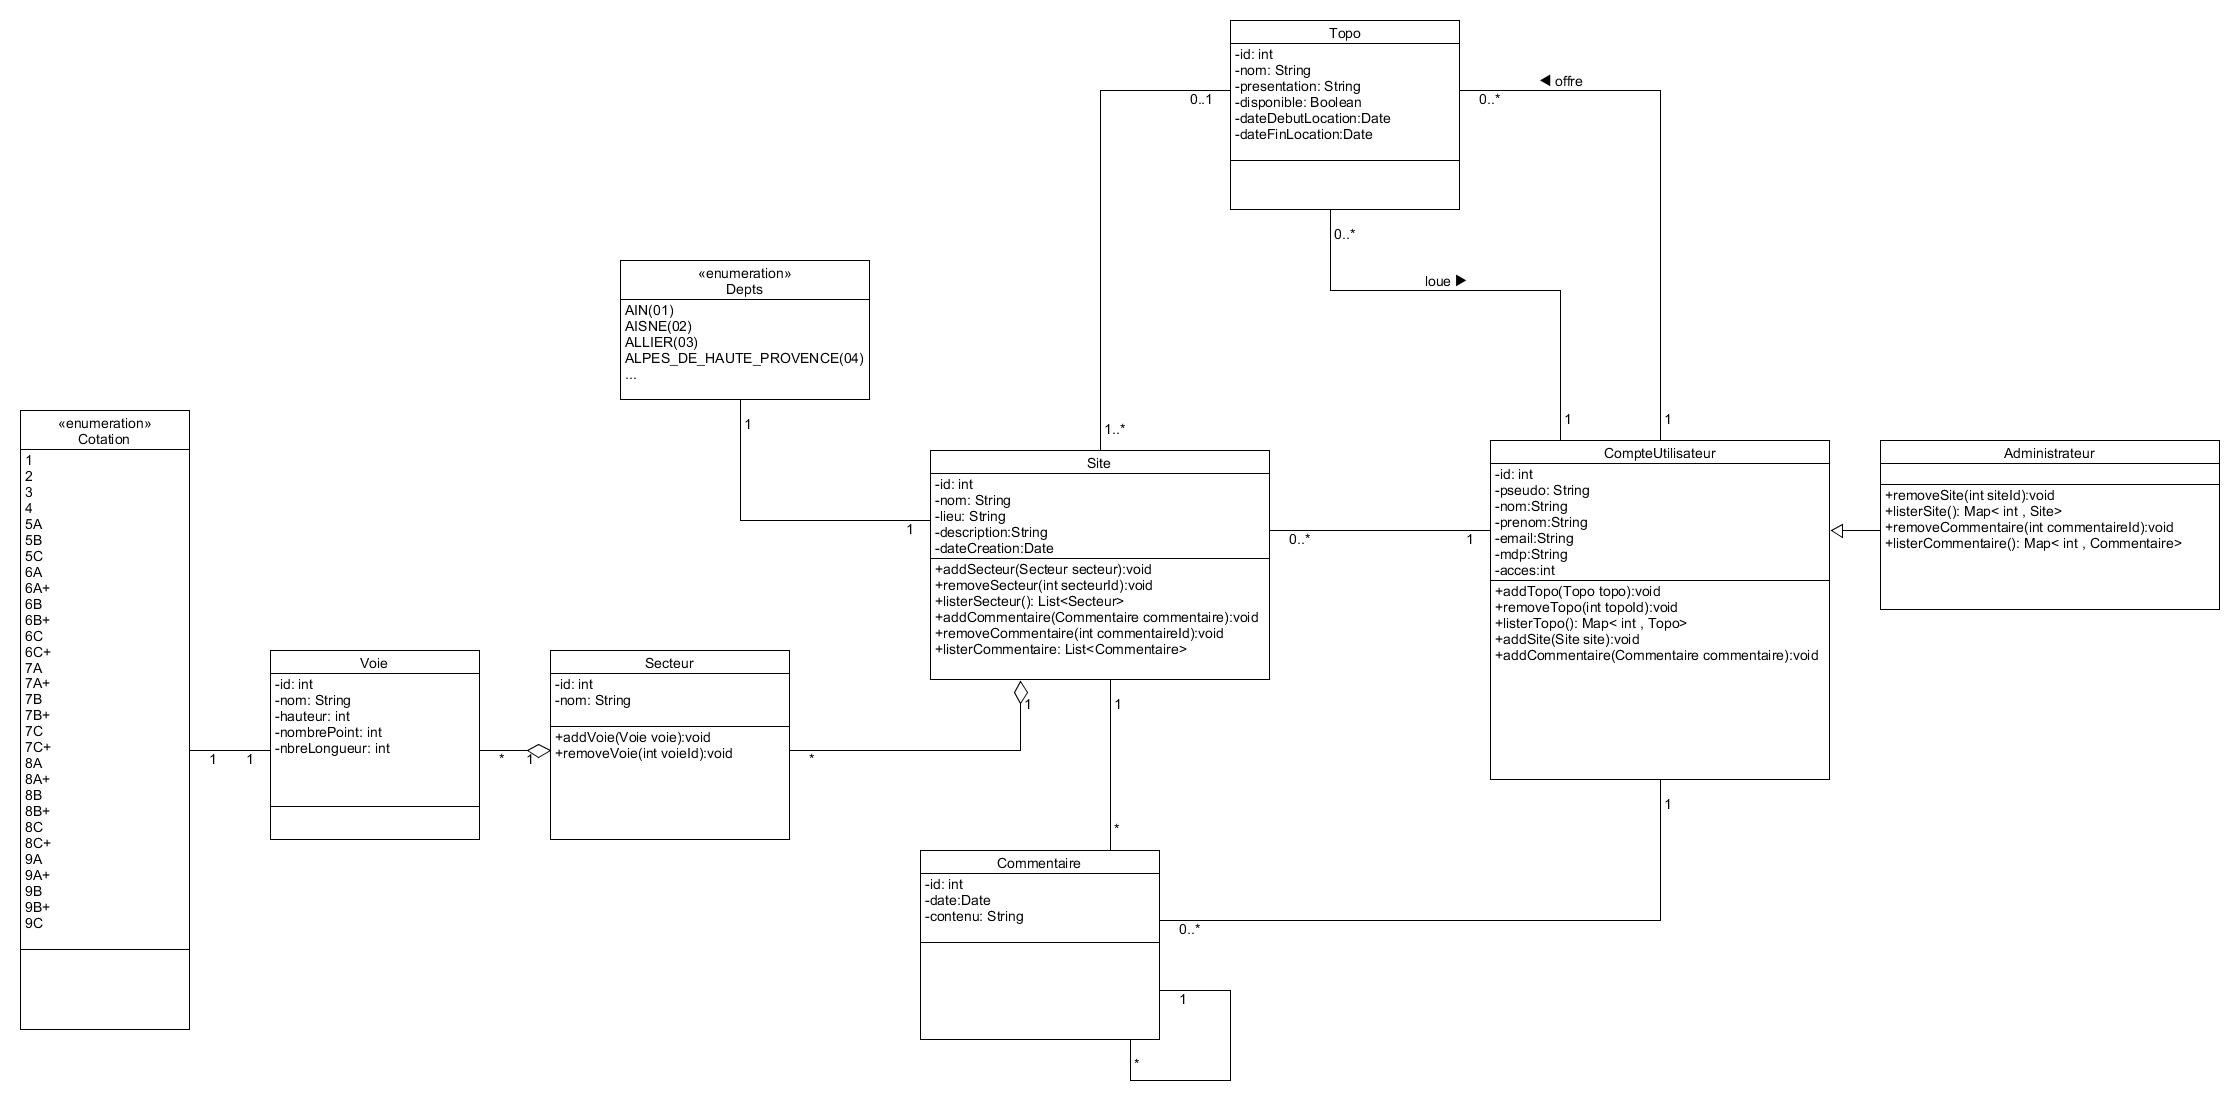 Topo
-id: int
-nom: String
-presentation: String
-disponible: Boolean
-dateDebutLocation:Date
-dateFinLocation:Date
◀ offre
0..1
0..*
0..*
loue ▶
«enumeration»
Depts
AIN(01)
AISNE(02)
ALLIER(03)
ALPES_DE_HAUTE_PROVENCE(04)
...
1
1
1..*
1
1
«enumeration»
Cotation
1
2
3
4
5A
5B
5C
6A
6A+
6B
6B+
6C
6C+
7A
7A+
7B
7B+
7C
7C+
8A
8A+
8B
8B+
8C
8C+
9A
9A+
9B
9B+
9C
1
1
Voie
-id: int
-nom: String
-hauteur: int
-nombrePoint: int
-nbreLongueur: int
*
1
Secteur
-id: int
-nom: String
+addVoie(Voie voie):void
+removeVoie(int voieId):void
*
1
Site
-id: int
-nom: String
-lieu: String
-description:String
-dateCreation:Date
+addSecteur(Secteur secteur):void
+removeSecteur(int secteurId):void
+listerSecteur(): List<Secteur>
+addCommentaire(Commentaire commentaire):void
+removeCommentaire(int commentaireId):void
+listerCommentaire: List<Commentaire>
0..*
1
CompteUtilisateur
-id: int
-pseudo: String
-nom:String
-prenom:String
-email:String
-mdp:String
-acces:int
+addTopo(Topo topo):void
+removeTopo(int topoId):void
+listerTopo(): Map< int , Topo>
+addSite(Site site):void
+addCommentaire(Commentaire commentaire):void
Administrateur
+removeSite(int siteId):void
+listerSite(): Map< int , Site>
+removeCommentaire(int commentaireId):void
+listerCommentaire(): Map< int , Commentaire>
1
*
1
Commentaire
-id: int
-date:Date
-contenu: String
0..*
1
*